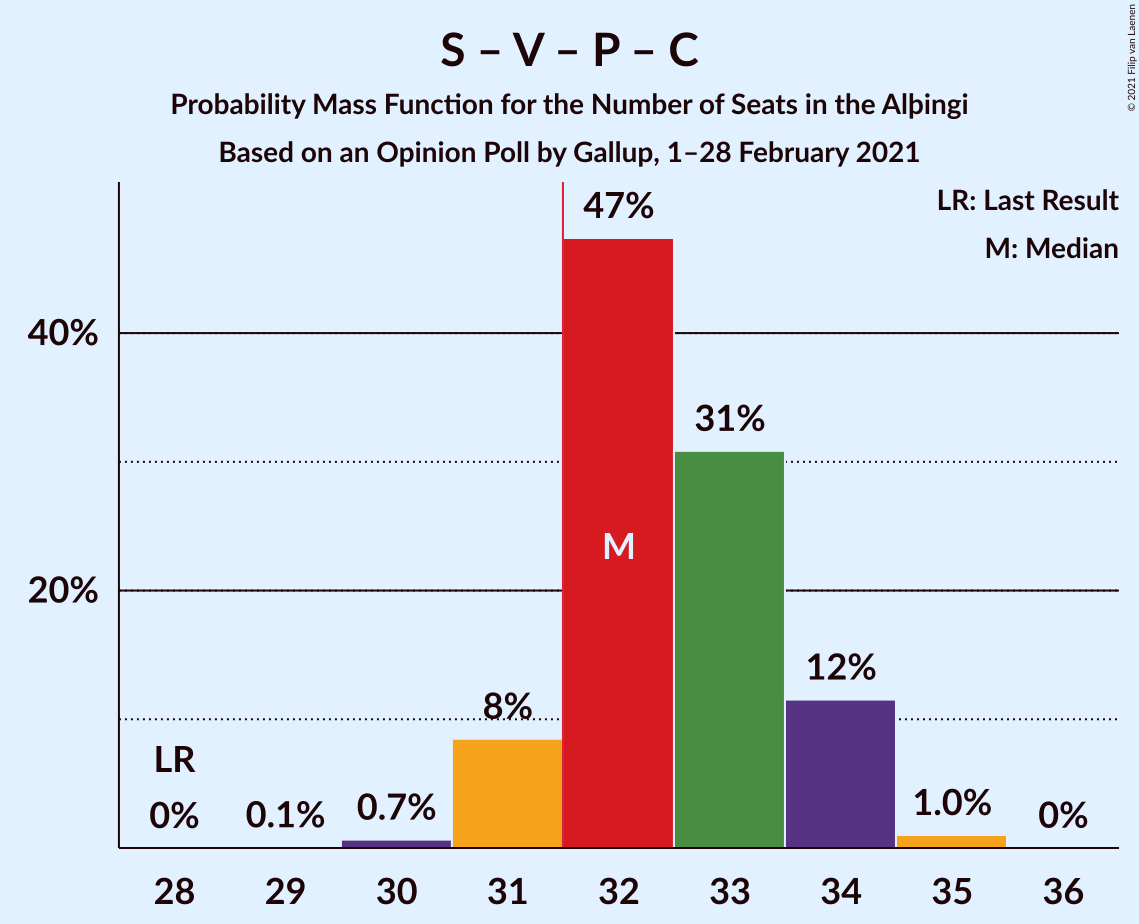 S – V – P – C
Probability Mass Function for the Number of Seats in the Alþingi
Based on an Opinion Poll by Gallup, 1–28 February 2021
© 2021 Filip van Laenen
LR: Last Result
M: Median
47%
40%
31%
M
20%
12%
8%
LR
0%
0.1%
0.7%
1.0%
0%
28 29 30 31 32 33 34 35 36